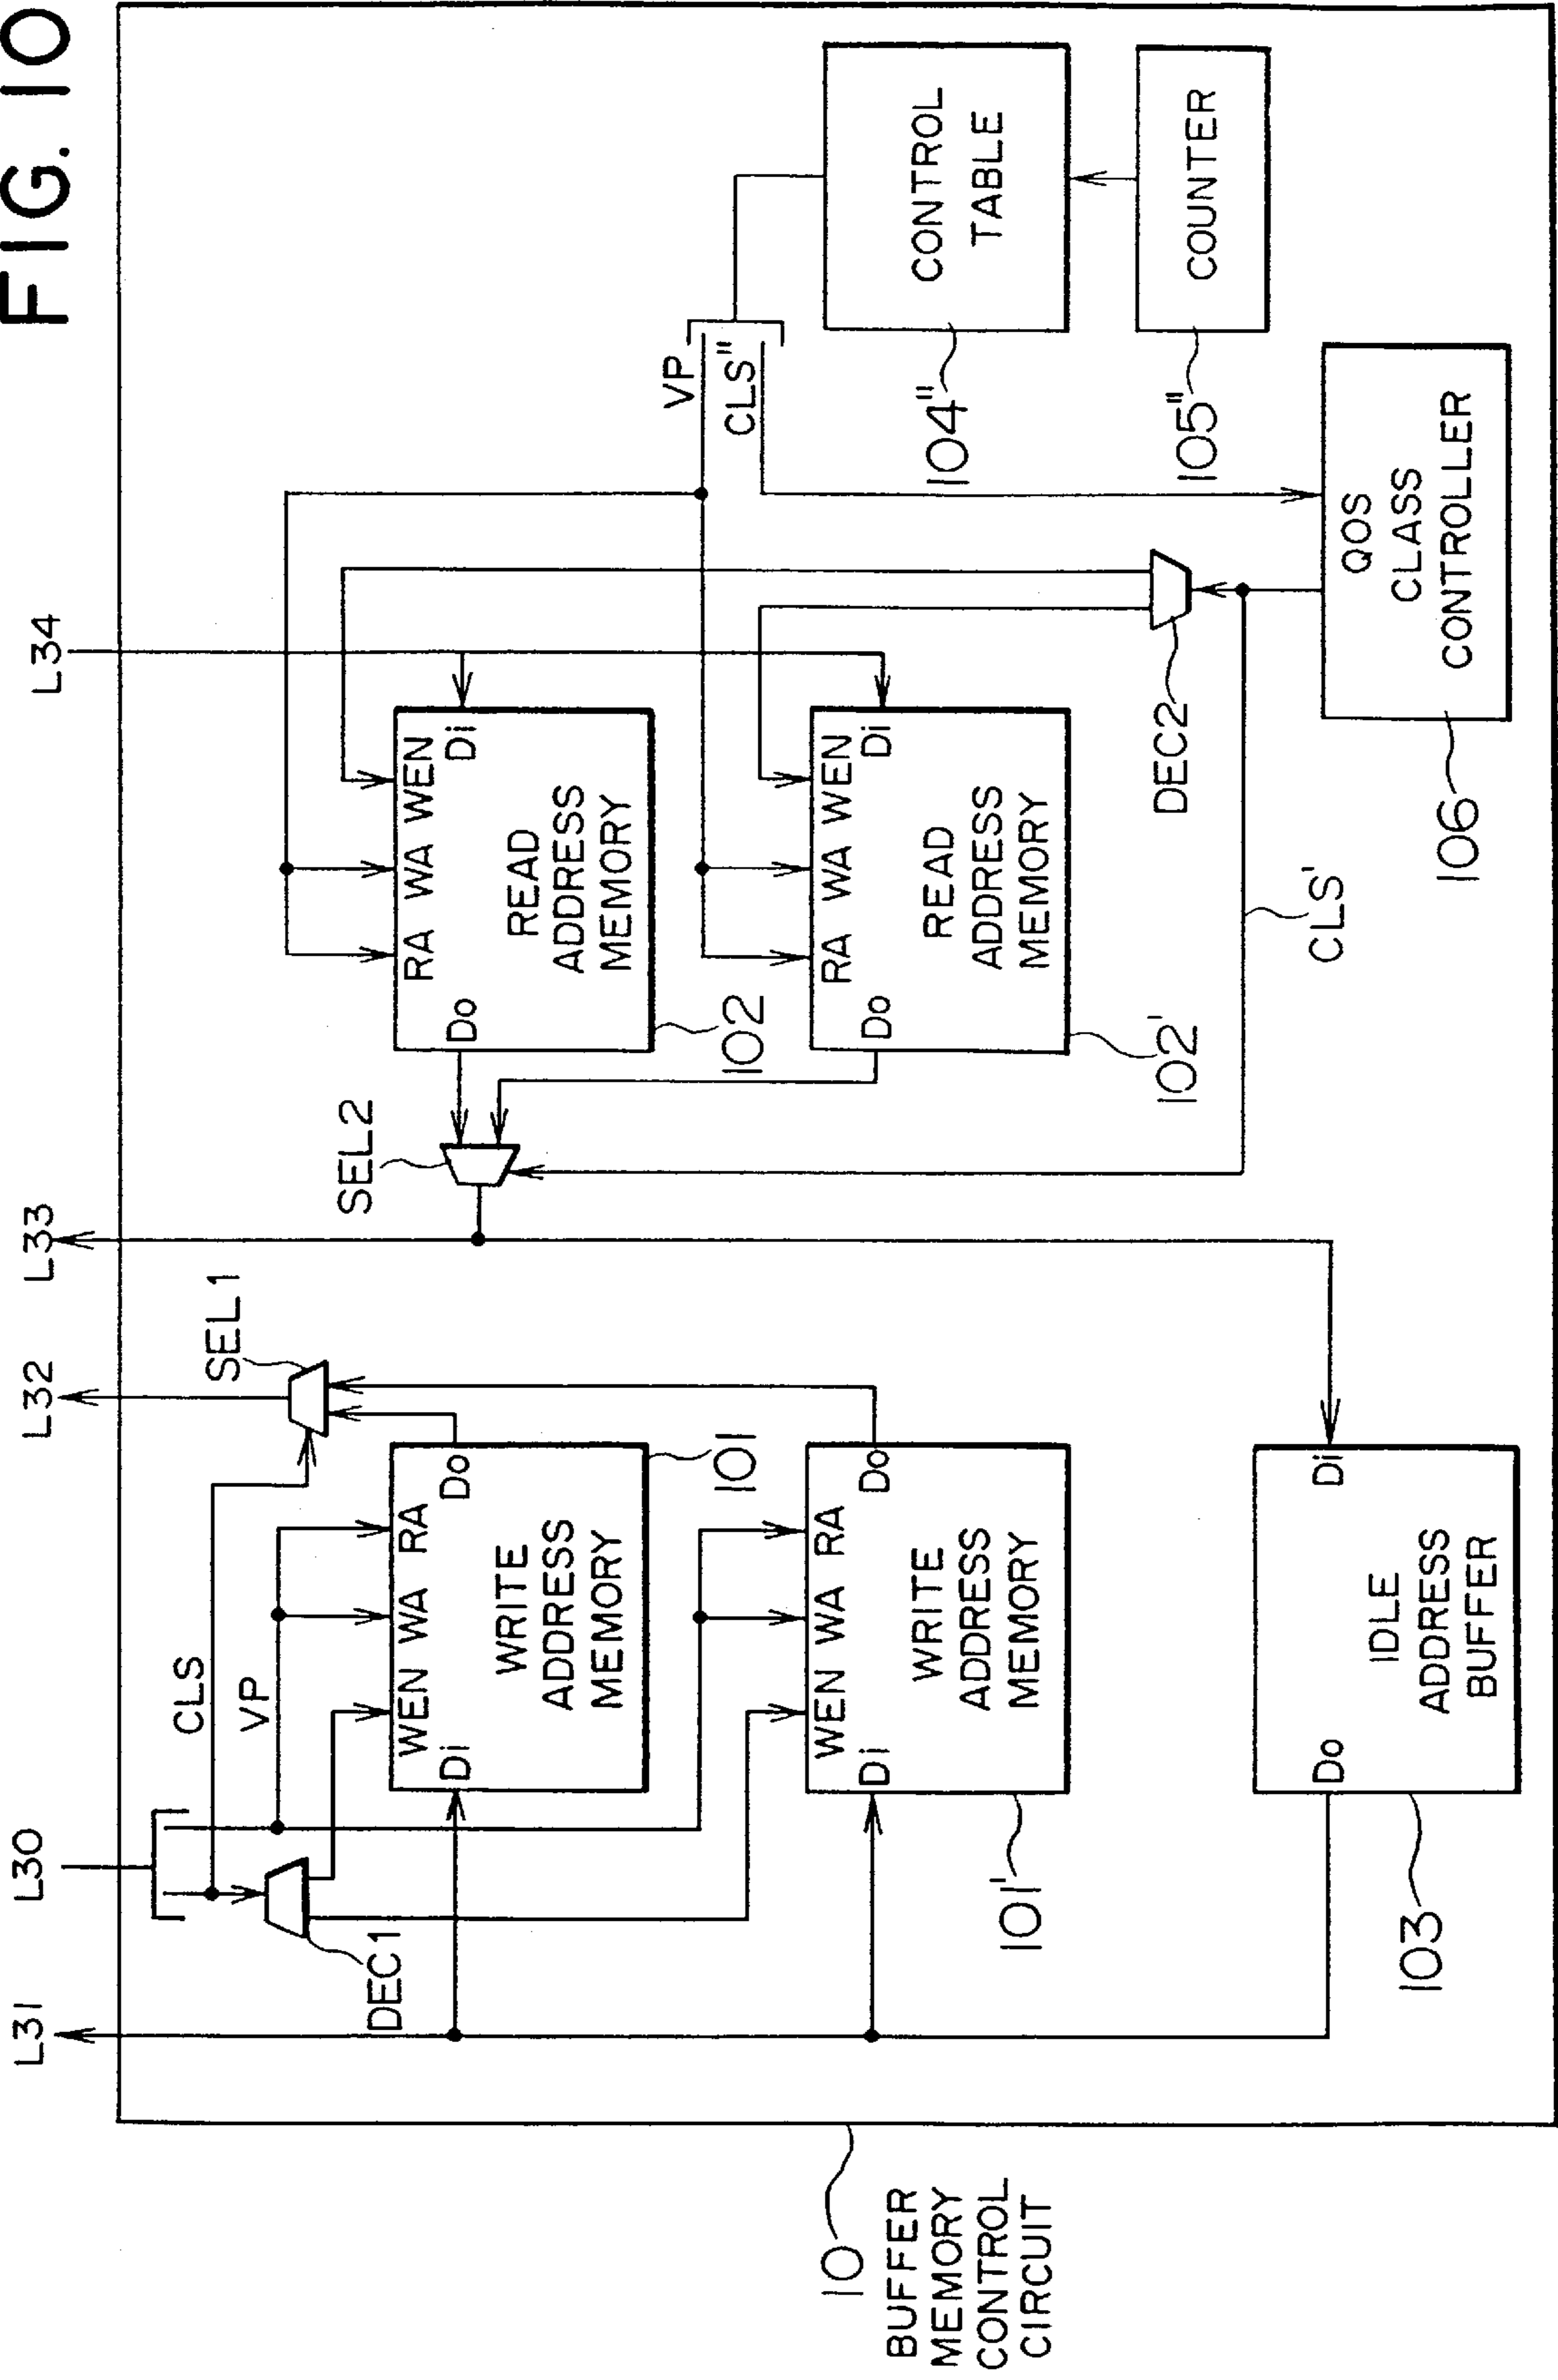 FIG. 10
L31
L30
L32
L33
L34
CLS
VP
DEC1
SEL1
WEN WA RA
Di
Do
WRITE
ADDRESS
MEMORY
101
WEN WA RA
Di
Do
WRITE
ADDRESS
MEMORY
101'
Do
Di
IDLE
ADDRESS
BUFFER
103
SEL2
RA WA WEN
Do
Di
READ
ADDRESS
MEMORY
102
RA WA WEN
Do
Di
READ
ADDRESS
MEMORY
102'
DEC2
CLS'
VP
CLS"
CONTROL
TABLE
104"
COUNTER
105"
QOS
CLASS
CONTROLLER
106
10
BUFFER
MEMORY
CONTROL
CIRCUIT